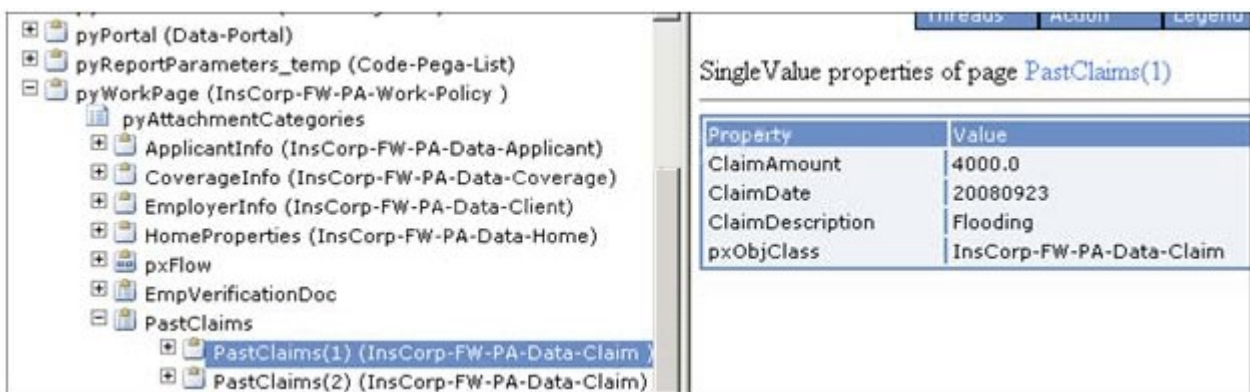 pyPortal (Data-Portal)
pyReportParameters_temp (Code-Pega-List)
pyWorkPage (InsCorp-FW-PA-Work-Policy )
pyAttachmentCategories
ApplicantInfo (InsCorp-FW-PA-Data-Applicant)
CoverageInfo (InsCorp-FW-PA-Data-Coverage)
EmployerInfo (InsCorp-FW-PA-Data-Client)
HomeProperties (InsCorp-FW-PA-Data-Home)
pxFlow
EmpVerificationDoc
PastClaims
PastClaims(1) (InsCorp-FW-PA-Data-Claim )
PastClaims(2) (InsCorp-FW-PA-Data-Claim)
Threads Action Legend
SingleValue properties of page PastClaims(1)
Property Value
ClaimAmount 4000.0
ClaimDate 20080923
ClaimDescription Flooding
pxObjClass InsCorp-FW-PA-Data-Claim